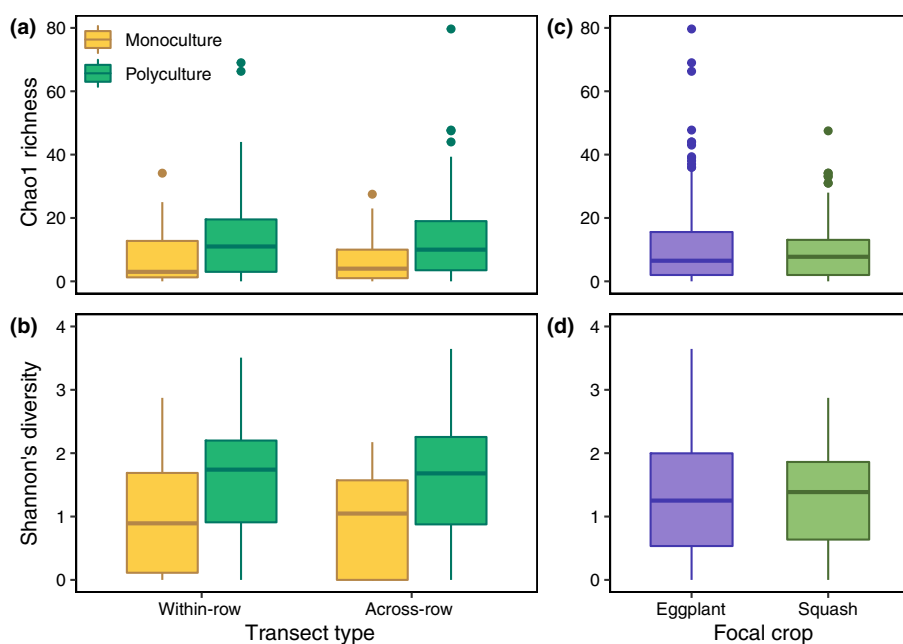 (a)
Monoculture
Polyculture
Chao1 richness
80
60
40
20
0
(c)
80
60
40
20
0
(b)
Shannon's diversity
4
3
2
1
0
Within-row
Across-row
Transect type
(d)
4
3
2
1
0
Eggplant
Squash
Focal crop